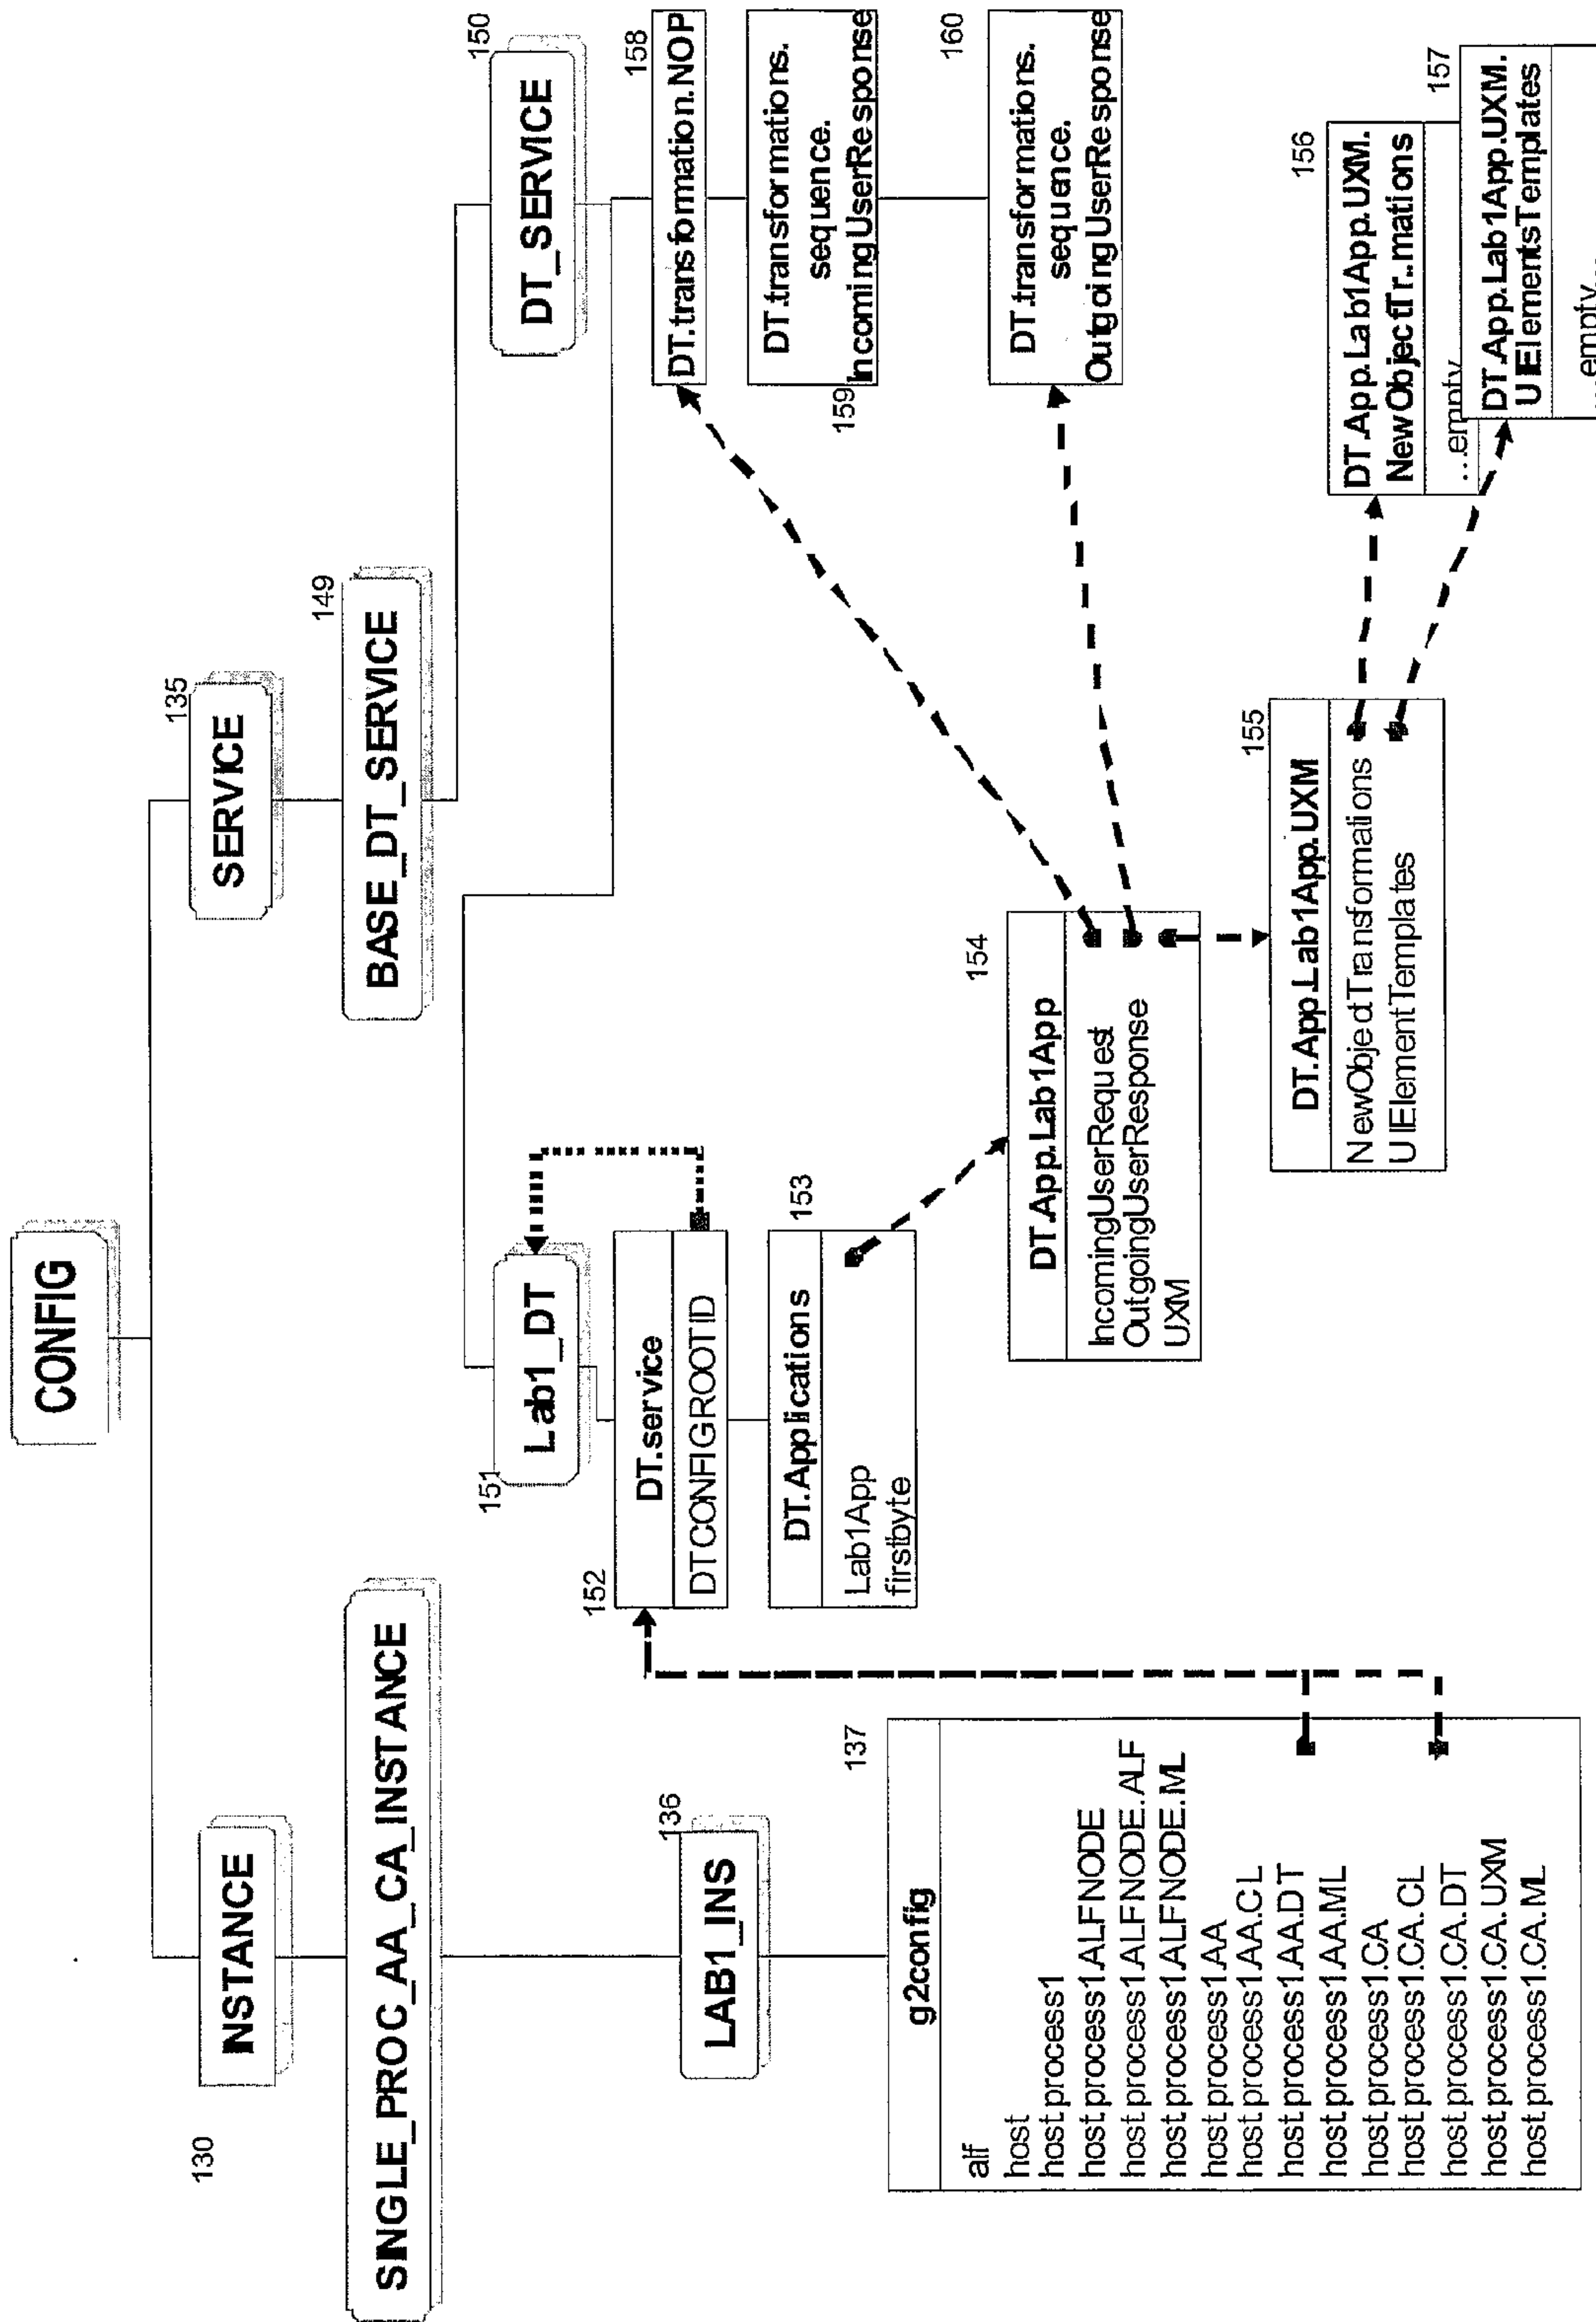 CONFIG
130
INSTANCE
135
SERVICE
SINGLE_PROC_AA_CA_INSTANCE
149
BASE_DT_SERVICE
136
LAB1_INS
151
Lab1_DT
150
DT_SERVICE
152
DT.service
DTCONFIGROOTID
153
DT.Applications
Lab1App
firstbyte
158
DT.transformation.NOP
159
DT.transformations.
sequence.
IncomingUserResponse
160
DT.transformations.
sequence.
OutgoingUserResponse
137
g2config
alf
host
host.process1
host.process1.ALFNODE
host.process1.ALFNODE.ALF
host.process1.ALFNODE.ML
host.process1.AA
host.process1.AA.CL
host.process1.AA.DT
host.process1.AA.ML
host.process1.CA
host.process1.CA.CL
host.process1.CA.DT
host.process1.CA.UXM
host.process1.CA.ML
154
DT.App.Lab1App
IncomingUserRequest
OutgoingUserResponse
UXM
155
DT.App.Lab1App.UXM
NewObjectTransformations
UIElementTemplates
156
DT.App.Lab1App.UXM.
NewObjectTr.mations
...empty
157
DT.App.Lab1App.UXM.
UIElementsTemplates
...empty